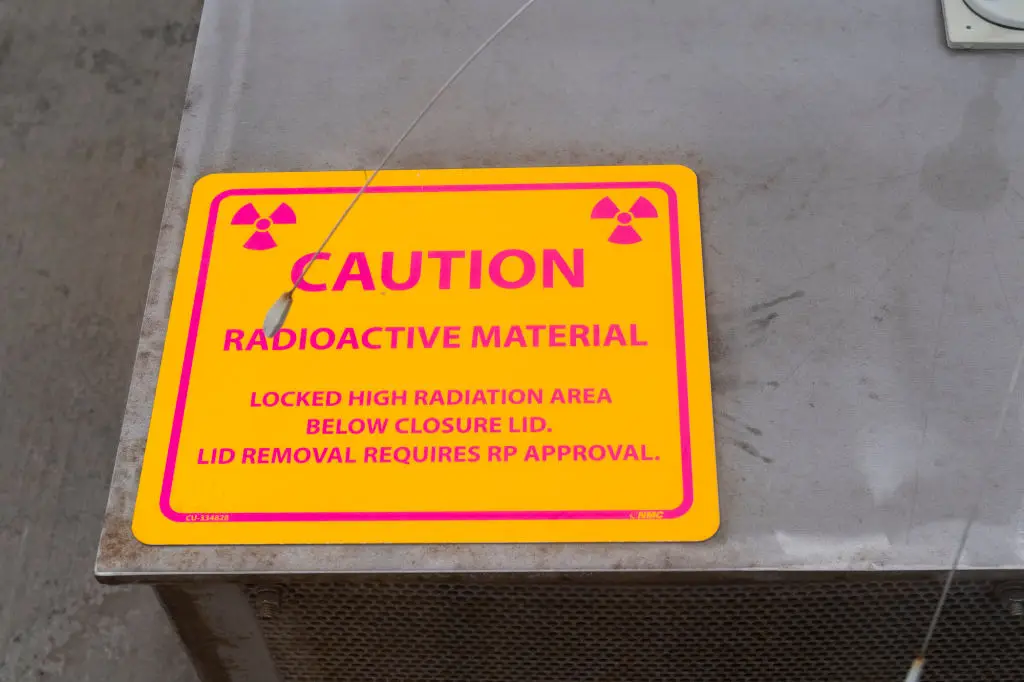 CAUTION
RADIOACTIVE MATERIAL
LOCKED HIGH RADIATION AREA
BELOW CLOSURE LID.
LID REMOVAL REQUIRES RP APPROVAL.
CU-334828 NMC